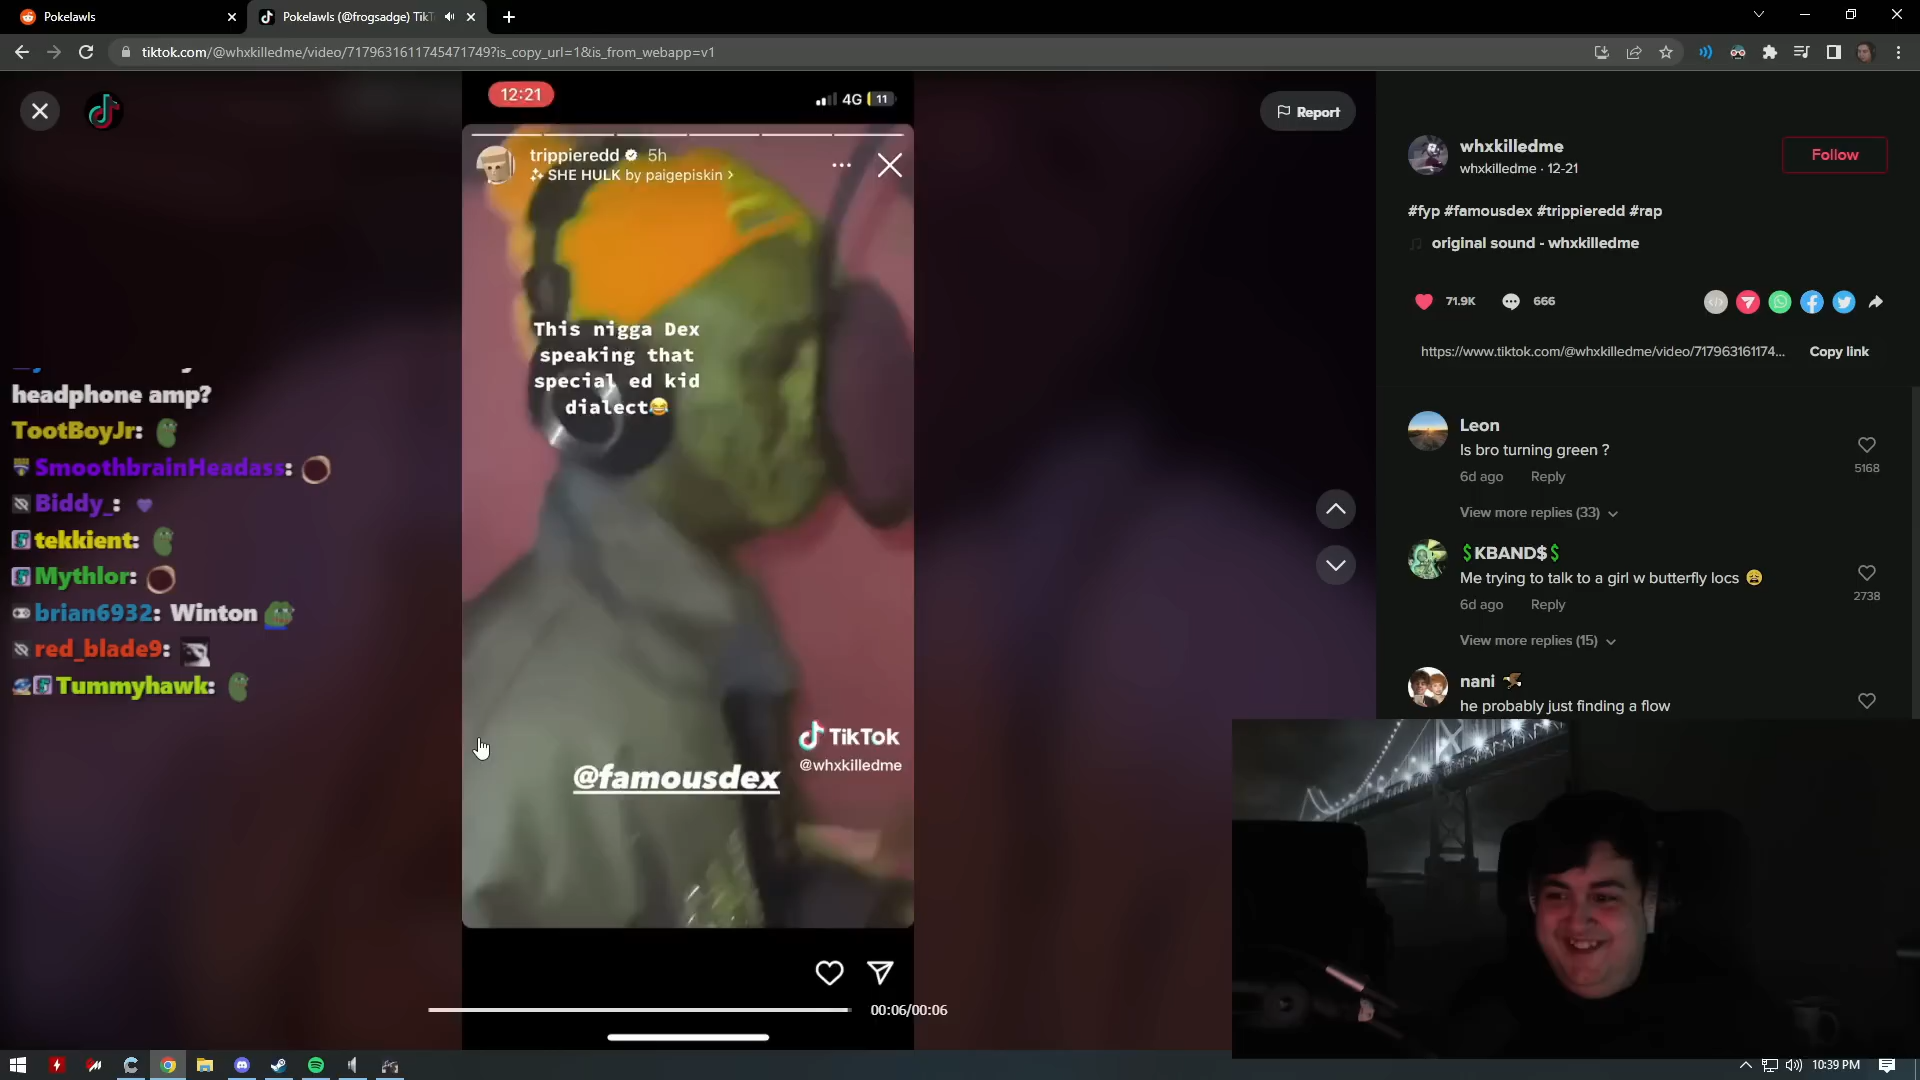 Pokelawls
Pokelawls (@frogsadge) TikT
tiktok.com/@whxkilledme/video/7179631611745471749?is_copy_url=1&is_from_webapp=v1
12:21
4G
11
trippieredd 5h
SHE HULK by paigepiskin
This nigga Dex
speaking that
special ed kid
dialect😂
@famousdex
TikTok
@whxkilledme
00:06/00:06
Report
headphone amp?
TootBoyJr:
SmoothbrainHeadass:
Biddy_: 
tekkient:
Mythlor:
brian6932: Winton
red_blade9:
Tummyhawk:
whxkilledme
whxkilledme · 12-21
Follow
#fyp #famousdex #trippieredd #rap
original sound - whxkilledme
71.9K
666
https://www.tiktok.com/@whxkilledme/video/717963161174...
Copy link
Leon
Is bro turning green ?
6d ago Reply
5168
View more replies (33)
$KBAND$$
Me trying to talk to a girl w butterfly locs 😩
6d ago Reply
2738
View more replies (15)
nani
he probably just finding a flow
10:39 PM